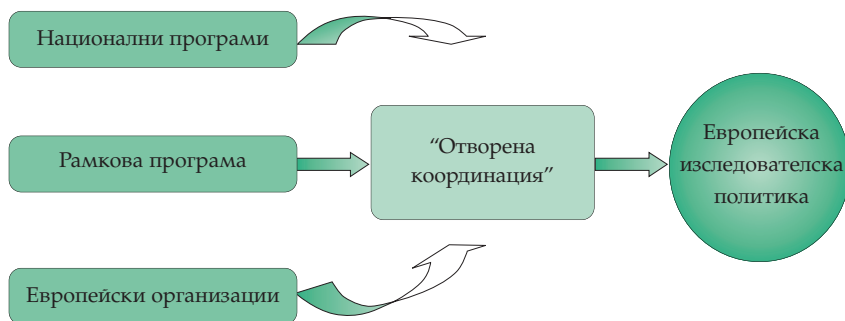 Национални програми
Рамкова програма
“Отворена
координация”
Европейска
изследователска
политика
Европейски организации